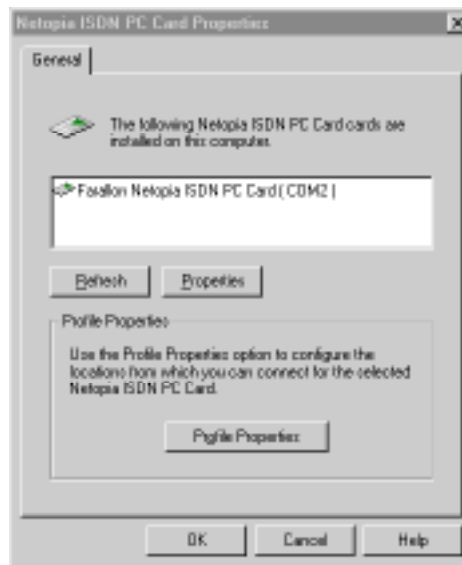 Netopia ISDN PC Card Properties
General
The following Netopia ISDN PC Card cards are
installed on this computer.
Farallon Netopia ISDN PC Card ( COM2 )
Refresh Properties
Profile Properties
Use the Profile Properties option to configure the
locations from which you can connect for the selected
Netopia ISDN PC Card.
Profile Properties
OK Cancel Help